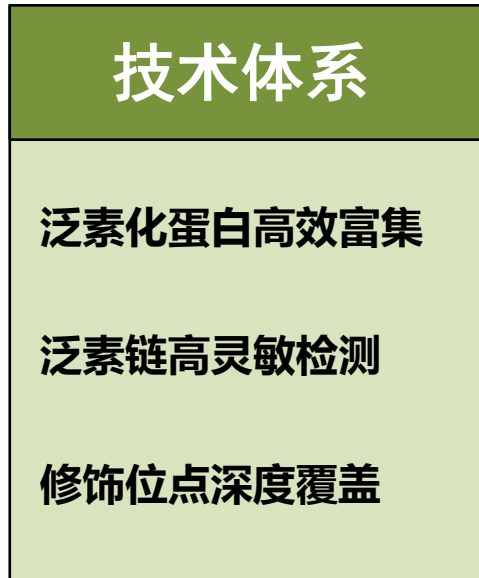 技术体系
泛素化蛋白高效富集
泛素链高灵敏检测
修饰位点深度覆盖